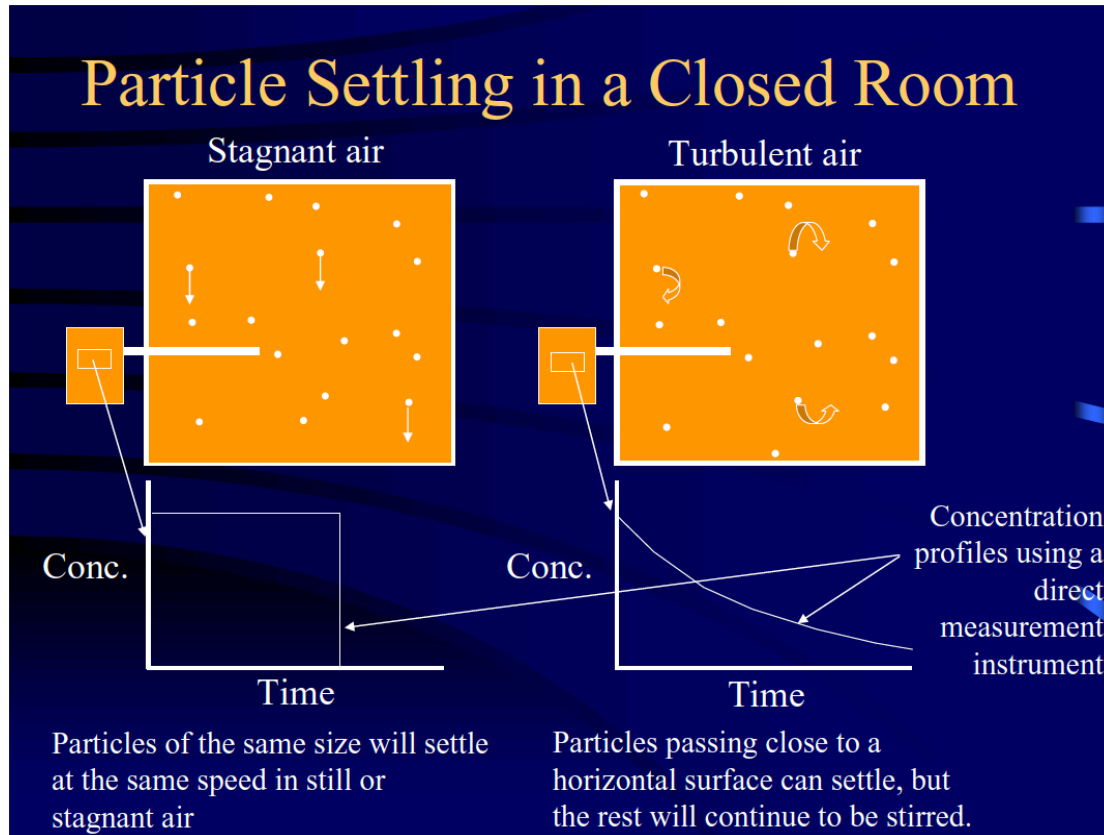 Particle Settling in a Closed Room
Stagnant air
Turbulent air
Conc.
Time
Conc.
Time
Concentration
profiles using a
direct
measurement
instrument
Particles of the same size will settle
at the same speed in still or
stagnant air
Particles passing close to a
horizontal surface can settle, but
the rest will continue to be stirred.